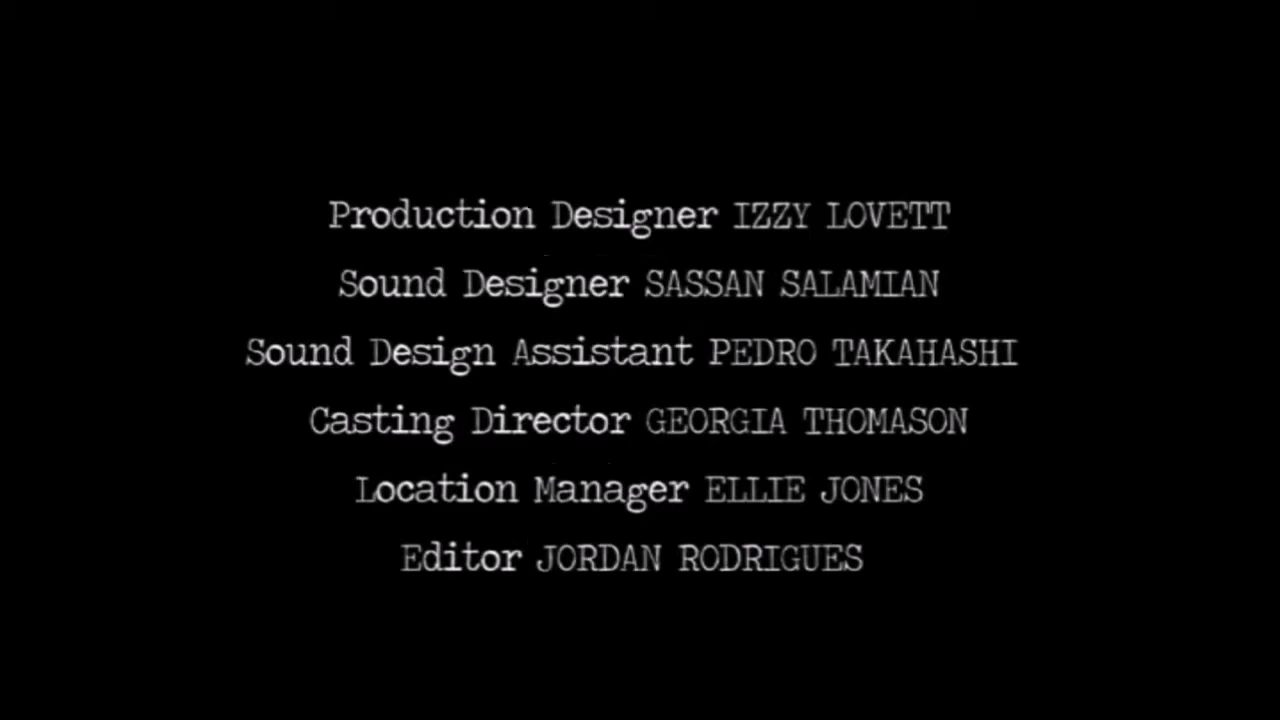 Production Designer IZZY LOVETT
Sound Designer SASSAN SALAMIAN
Sound Design Assistant PEDRO TAKAHASHI
Casting Director GEORGIA THOMASON
Location Manager ELLIE JONES
Editor JORDAN RODRIGUES